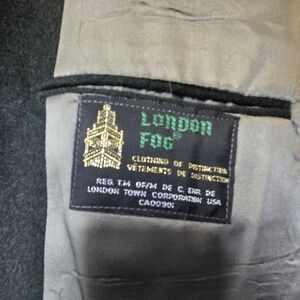 LONDON
FOG®
CLOTHING OF DISTINCTION
VÊTEMENTS DE DISTINCTION
REG. T.M OF/M DE C. ENR. DE
LONDON TOWN CORPORATION USA
CA00901